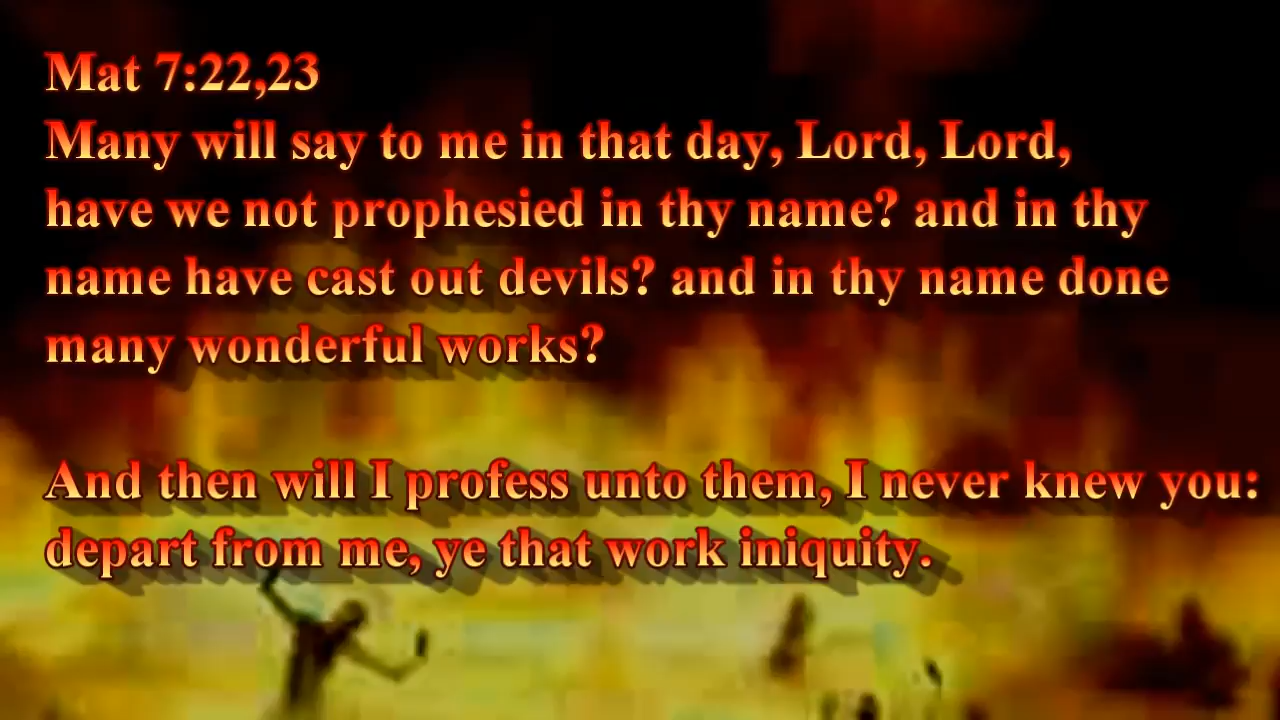 Mat 7:22,23
Many will say to me in that day, Lord, Lord,
have we not prophesied in thy name? and in thy
name have cast out devils? and in thy name done
many wonderful works?
And then will I profess unto them, I never knew you:
depart from me, ye that work iniquity.